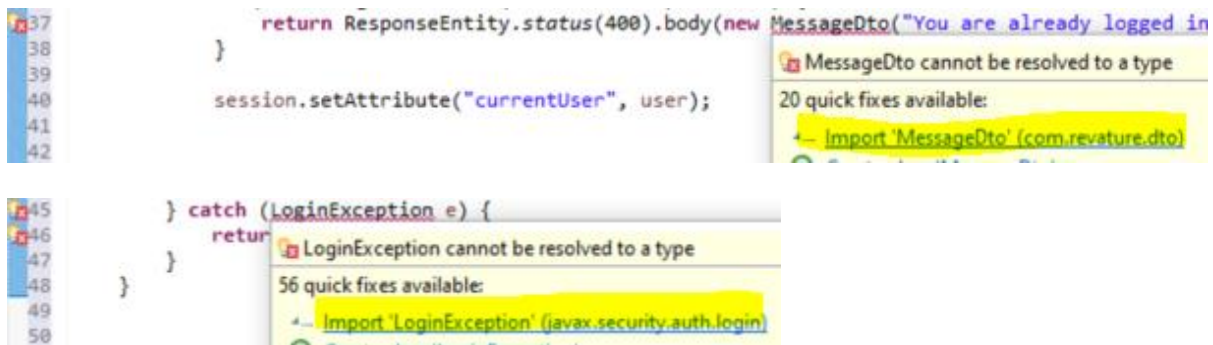 37 return ResponseEntity.status(400).body(new MessageDto("You are already logged in
38 }
39
MessageDto cannot be resolved to a type
40 session.setAttribute("currentUser", user);
20 quick fixes available:
41
Import 'MessageDto' (com.revature.dto)
42
45 } catch (LoginException e) {
46 retur
LoginException cannot be resolved to a type
47 }
48 }
56 quick fixes available:
49
Import 'LoginException' (javax.security.auth.login)
50